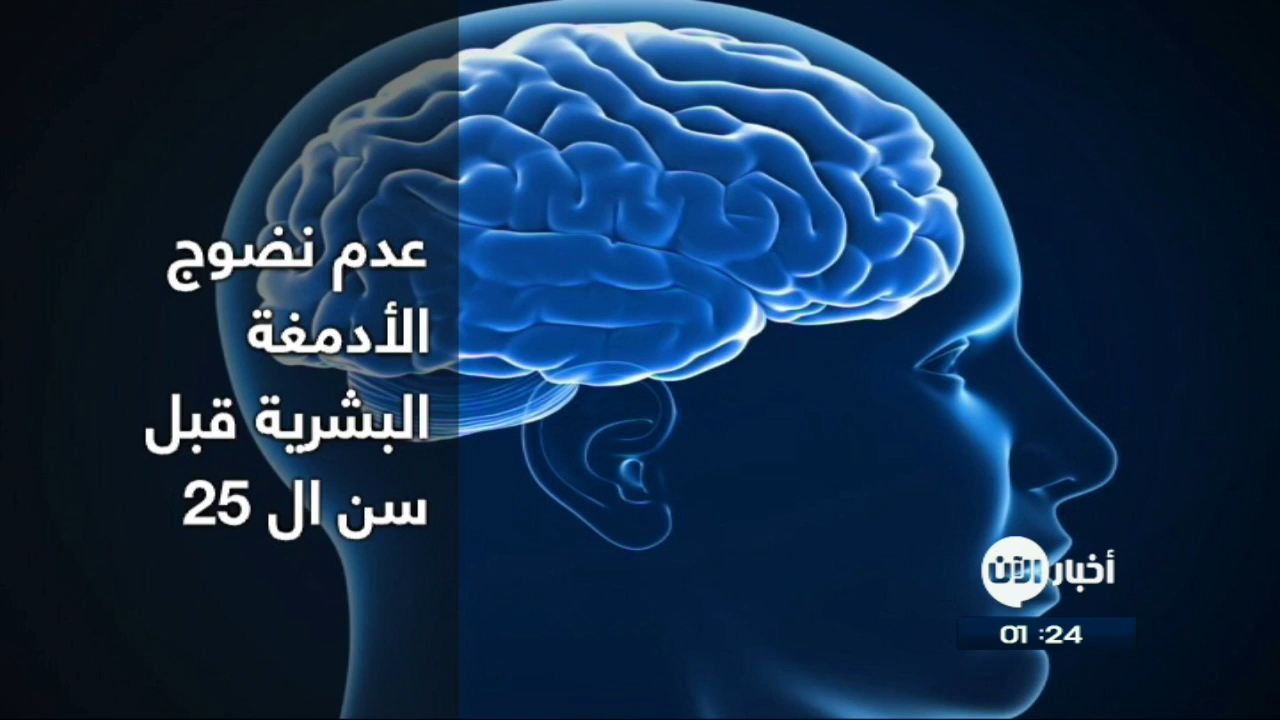 عدم نضوج
الأدمغة
البشرية قبل
سن ال 25
أخبار الآن
01 :24